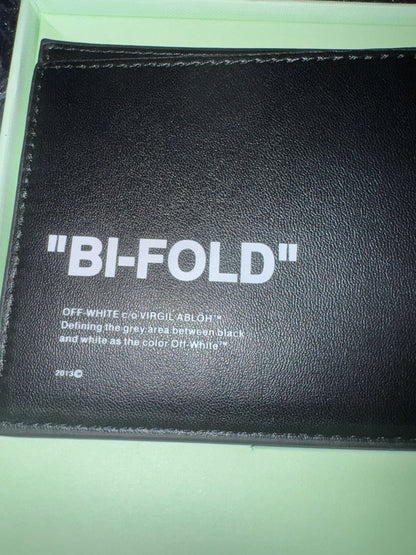 "BI-FOLD"
OFF-WHITE c/o VIRGIL ABLOH™
Defining the grey area between black
and white as the color Off-White™
2013©